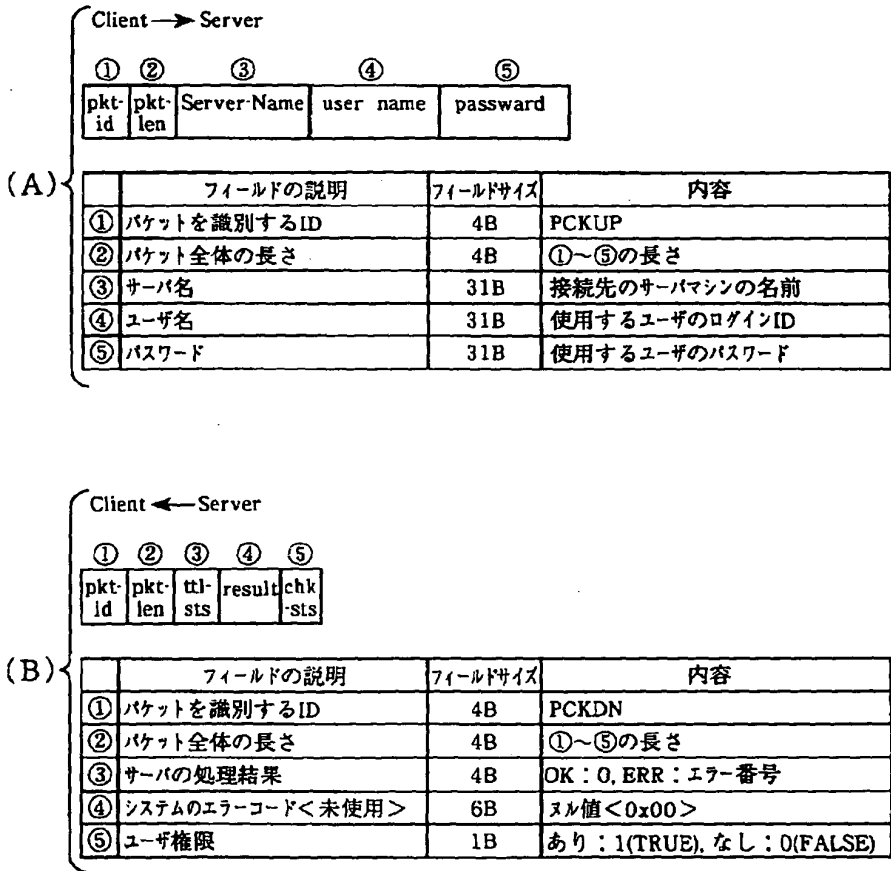 Client→Server
① ② ③ ④ ⑤
pkt-id pkt-len Server-Name user name passward
(A)
フィールドの説明 フィールドサイズ 内容
① パケットを識別するID 4B PCKUP
② パケット全体の長さ 4B ①~⑤の長さ
③ サーバ名 31B 接続先のサーバマシンの名前
④ ユーザ名 31B 使用するユーザのログインID
⑤ パスワード 31B 使用するユーザのパスワード
Client←Server
① ② ③ ④ ⑤
pkt-id pkt-len ttl-sts result chk-sts
(B)
フィールドの説明 フィールドサイズ 内容
① パケットを識別するID 4B PCKDN
② パケット全体の長さ 4B ①~⑤の長さ
③ サーバの処理結果 4B OK:0, ERR:エラー番号
④ システムのエラーコード<未使用> 6B ヌル値<0x00>
⑤ ユーザ権限 1B あり:1(TRUE), なし:0(FALSE)